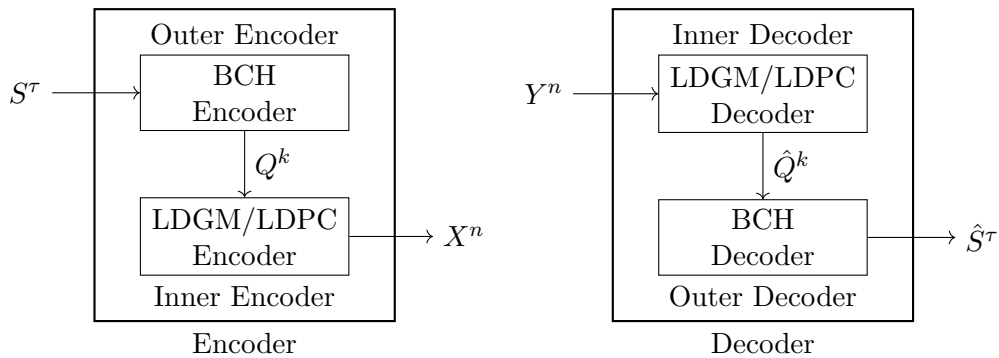 Outer Encoder
BCH
Encoder
S^τ
Q^k
LDGM/LDPC
Encoder
X^n
Inner Encoder
Encoder
Inner Decoder
LDGM/LDPC
Decoder
Y^n
Q̂^k
BCH
Decoder
Ŝ^τ
Outer Decoder
Decoder